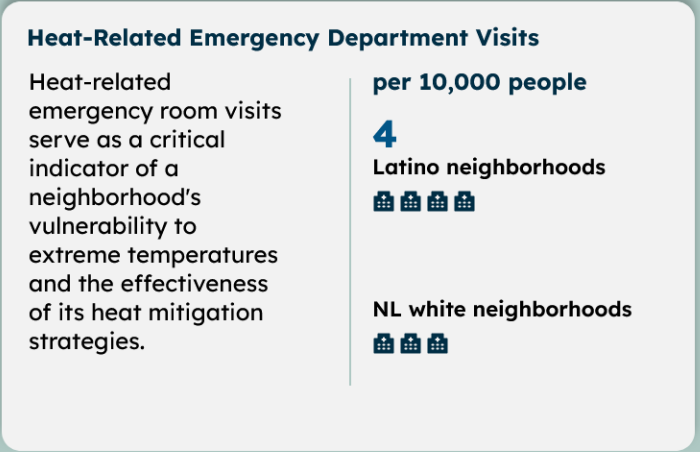 Heat-Related Emergency Department Visits
Heat-related
emergency room visits
serve as a critical
indicator of a
neighborhood's
vulnerability to
extreme temperatures
and the effectiveness
of its heat mitigation
strategies.
per 10,000 people
4
Latino neighborhoods
NL white neighborhoods